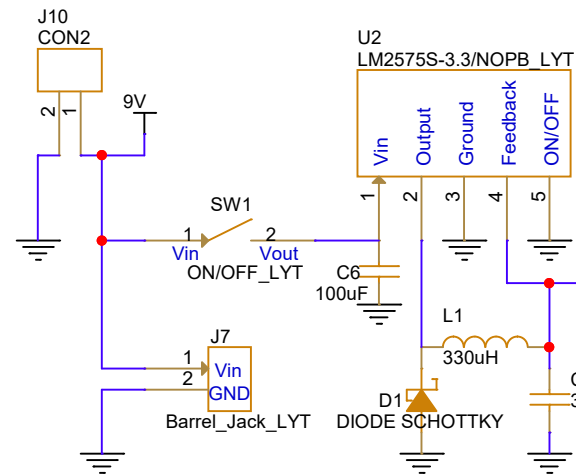 J10
CON2
2
1
9V
U2
LM2575S-3.3/NOPB_LYT
Vin
Output
Ground
Feedback
ON/OFF
1
2
3
4
5
SW1
1
2
Vin
Vout
ON/OFF_LYT
C6
100uF
L1
330uH
J7
1
Vin
2
GND
Barrel_Jack_LYT
D1
DIODE SCHOTTKY
C
3